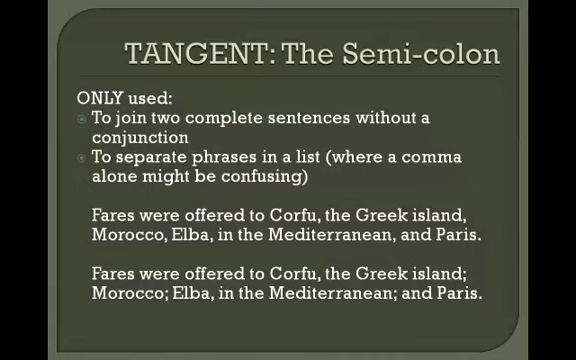 TANGENT: The Semi-colon
ONLY used:
To join two complete sentences without a
conjunction
To separate phrases in a list (where a comma
alone might be confusing)
Fares were offered to Corfu, the Greek island,
Morocco, Elba, in the Mediterranean, and Paris.
Fares were offered to Corfu, the Greek island;
Morocco; Elba, in the Mediterranean; and Paris.